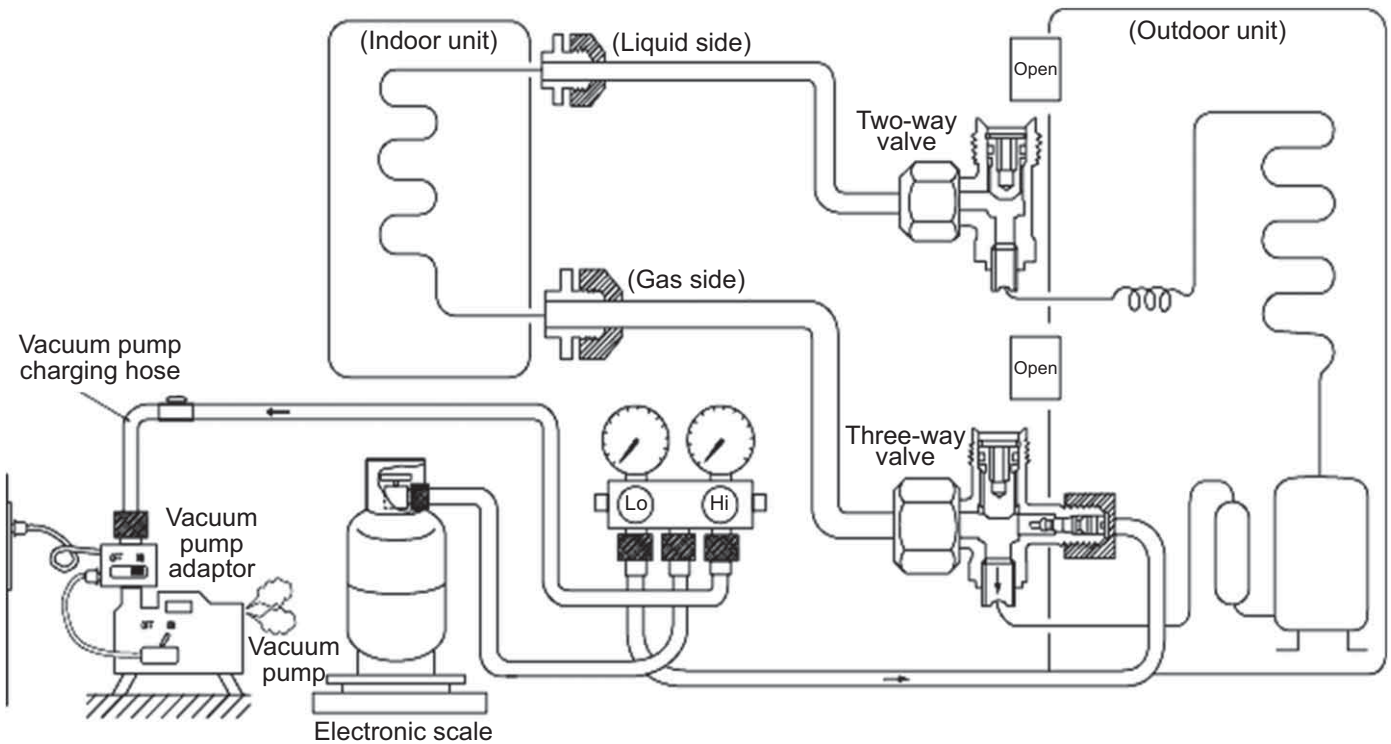 (Indoor unit)
(Liquid side)
Open
(Outdoor unit)
Two-way
valve
(Gas side)
Open
Vacuum pump
charging hose
Three-way
valve
Lo
Hi
Vacuum
pump
adaptor
Vacuum
pump
Electronic scale